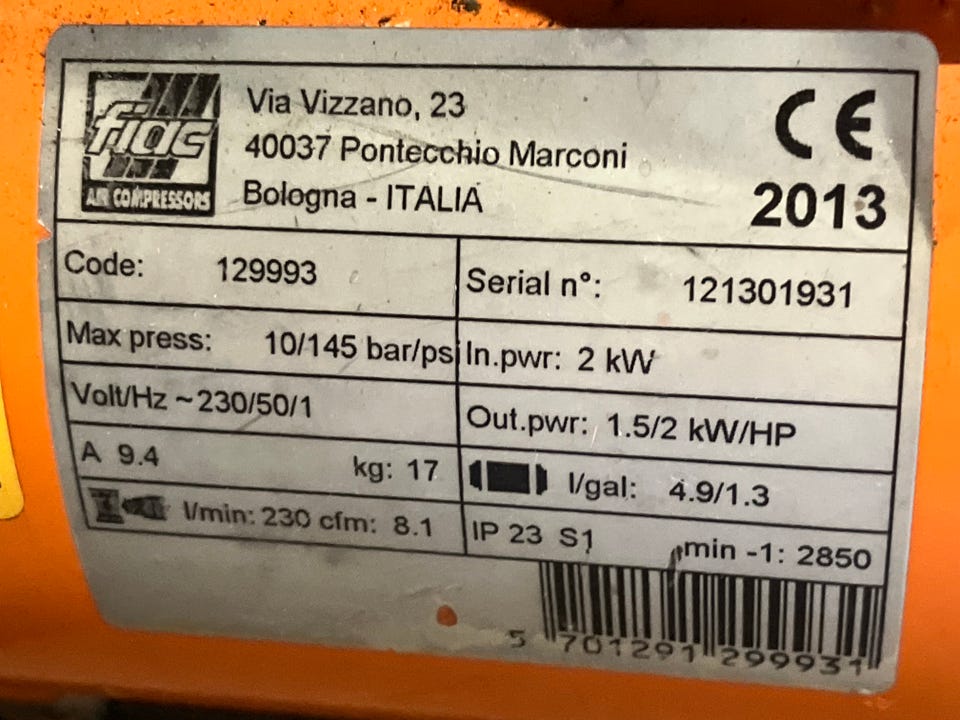 fiac
AIR COMPRESSORS
Via Vizzano, 23
40037 Pontecchio Marconi
Bologna - ITALIA
CE
2013
Code: 129993
Serial n°: 121301931
Max press: 10/145 bar/psi
In.pwr: 2 kW
Volt/Hz ~230/50/1
Out.pwr: 1.5/2 kW/HP
A 9.4 kg: 17
l/gal: 4.9/1.3
l/min: 230 cfm: 8.1
IP 23 S1 min -1: 2850
5 701291 299931